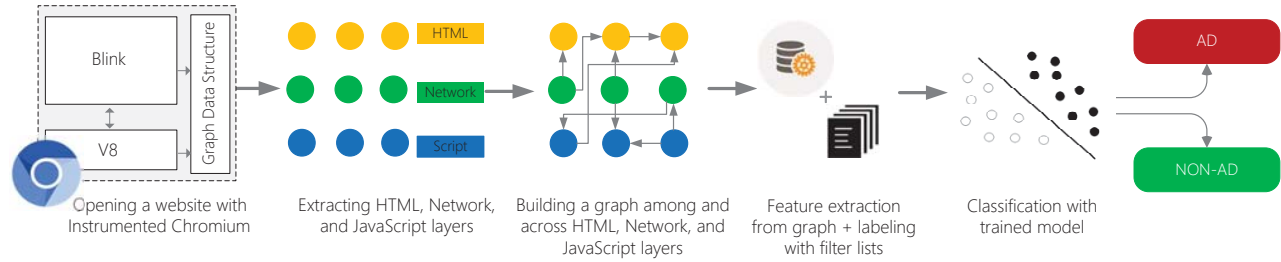 Blink
V8
Graph Data Structure
Opening a website with
Instrumented Chromium
HTML
Network
Script
Extracting HTML, Network,
and JavaScript layers
Building a graph among and
across HTML, Network, and
JavaScript layers
+
Feature extraction
from graph + labeling
with filter lists
Classification with
trained model
AD
NON-AD